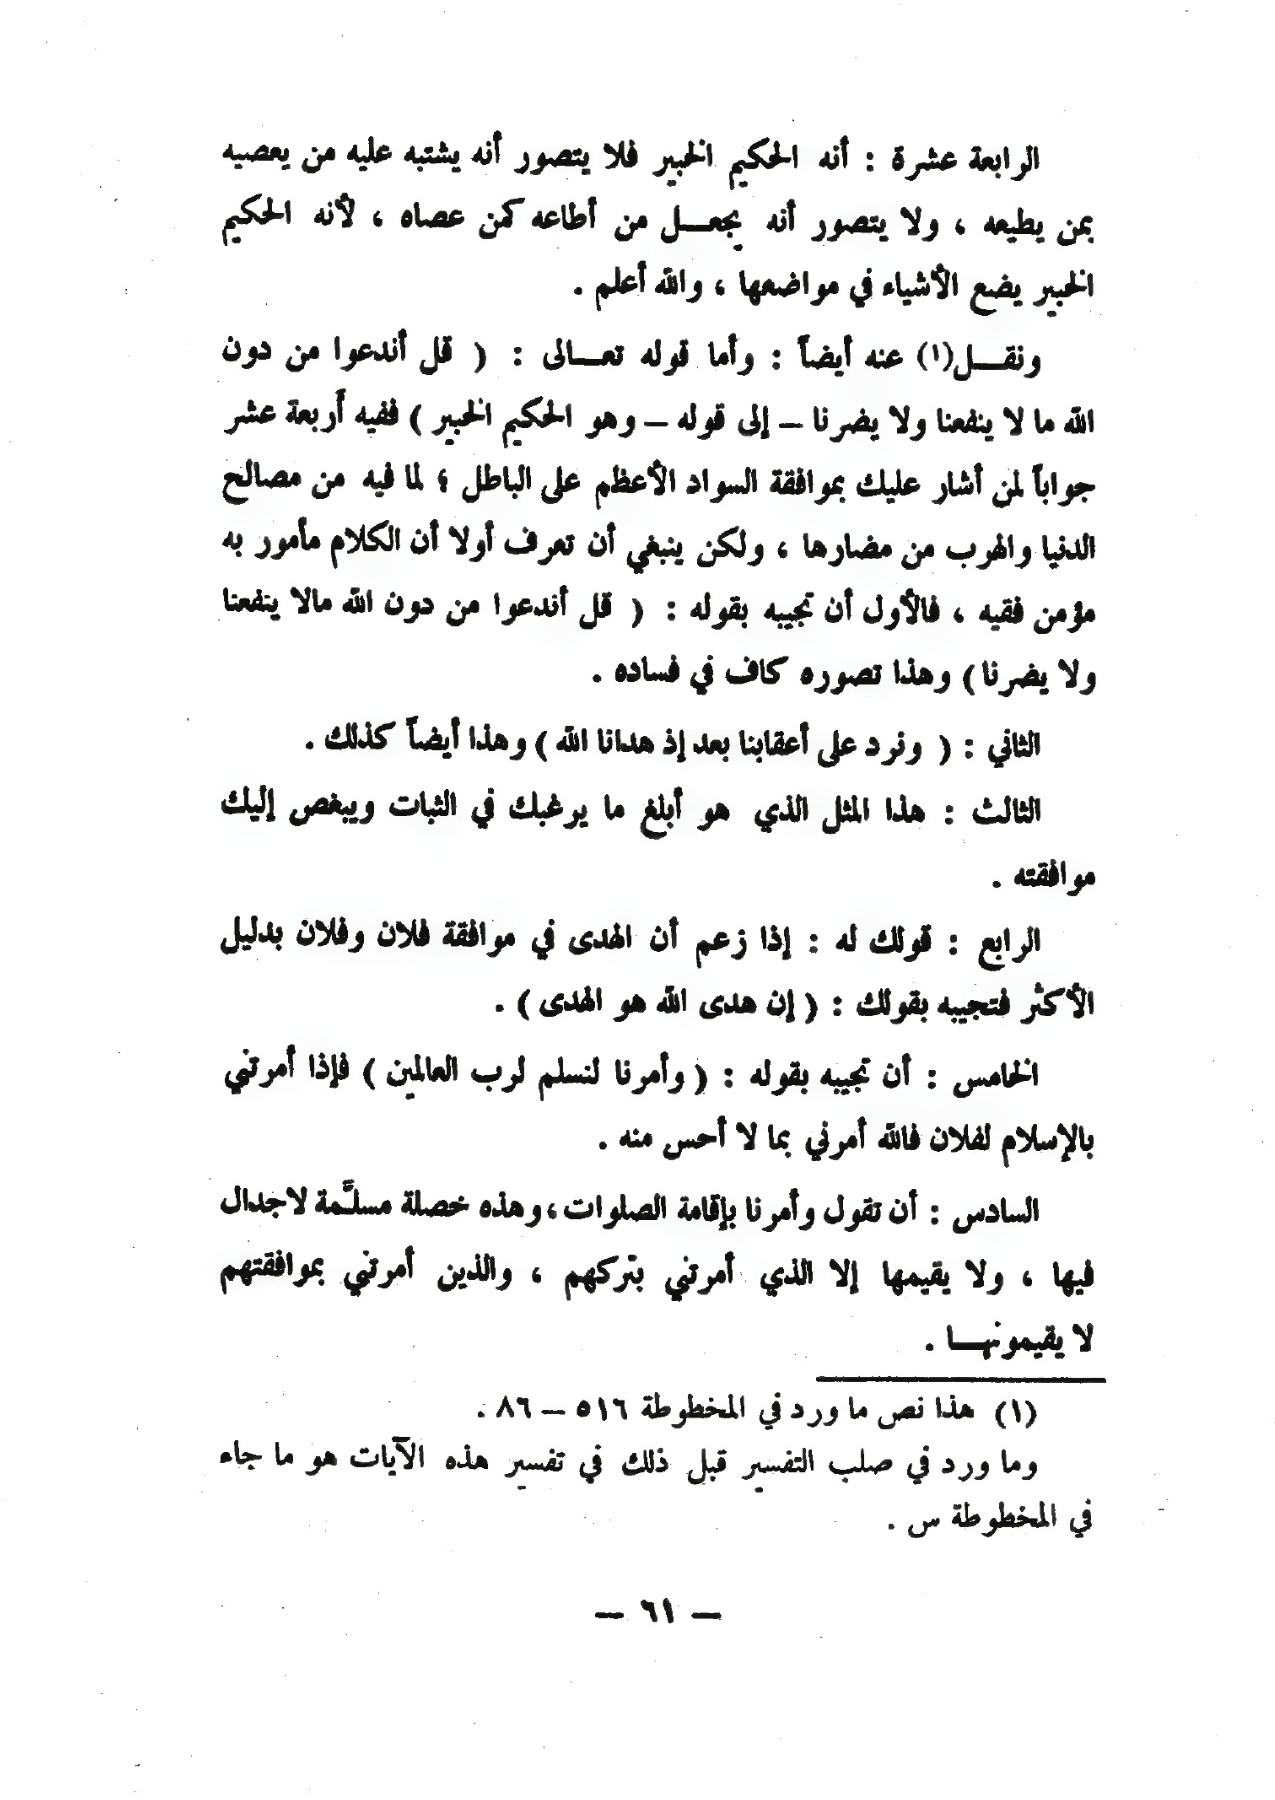 الرابعة عشرة : أنه الحكيم الخبير فلا يتصور أنه يشتبه عليه من يعصيه
بمن يطيعه ، ولا يتصور أنه يجعـــل من أطاعه كمن عصاه ، لأنه الحكيم
الخبير يضع الأشياء في مواضعها ، والله أعلم .
ونقـــل(١) عنه أيضاً : وأما قوله تعـــالى : ( قل أندعوا من دون
الله ما لا ينفعنا ولا يضرنا – إلى قوله – وهو الحكيم الخبير ) ففيه أربعة عشر
جواباً لمن أشار عليك بموافقة السواد الأعظم على الباطل ؛ لما فيه من مصالح
الدنيا والهرب من مضارها ، ولكن ينبغي أن تعرف أولا أن الكلام مأمور به
مؤمن فقيه ، فالأول أن تجيبه بقوله : ( قل أندعوا من دون الله مالا ينفعنا
ولا يضرنا ) وهذا تصوره كاف في فساده .
الثاني : ( ونرد على أعقابنا بعد إذ هدانا الله ) وهذا أيضاً كذلك .
الثالث : هذا المثل الذي هو أبلغ ما يرغبك في الثبات ويبغص إليك
موافقته .
الرابع : قولك له : إذا زعم أن الهدى في موافقة فلان وفلان بدليل
الأكثر فتجيبه بقولك : ( إن هدى الله هو الهدى ) .
الخامس : أن تجيبه بقوله : ( وأمرنا لنسلم لرب العالمين ) فإذا أمرتني
بالإسلام لفلان فالله أمرني بما لا أحس منه .
السادس : أن تقول وأمرنا بإقامة الصلوات ، وهذه خصلة مسلَّمة لاجدال
فيها ، ولا يقيمها إلا الذي أمرتني بتركهم ، والذين أمرتني بموافقتهم
لا يقيمونهـــا .
(١) هذا نص ما ورد في المخطوطة ٥١٦ – ٨٦ .
وما ورد في صلب التفسير قبل ذلك في تفسير هذه الآيات هو ما جاء
في المخطوطة س .
— ٦١ —